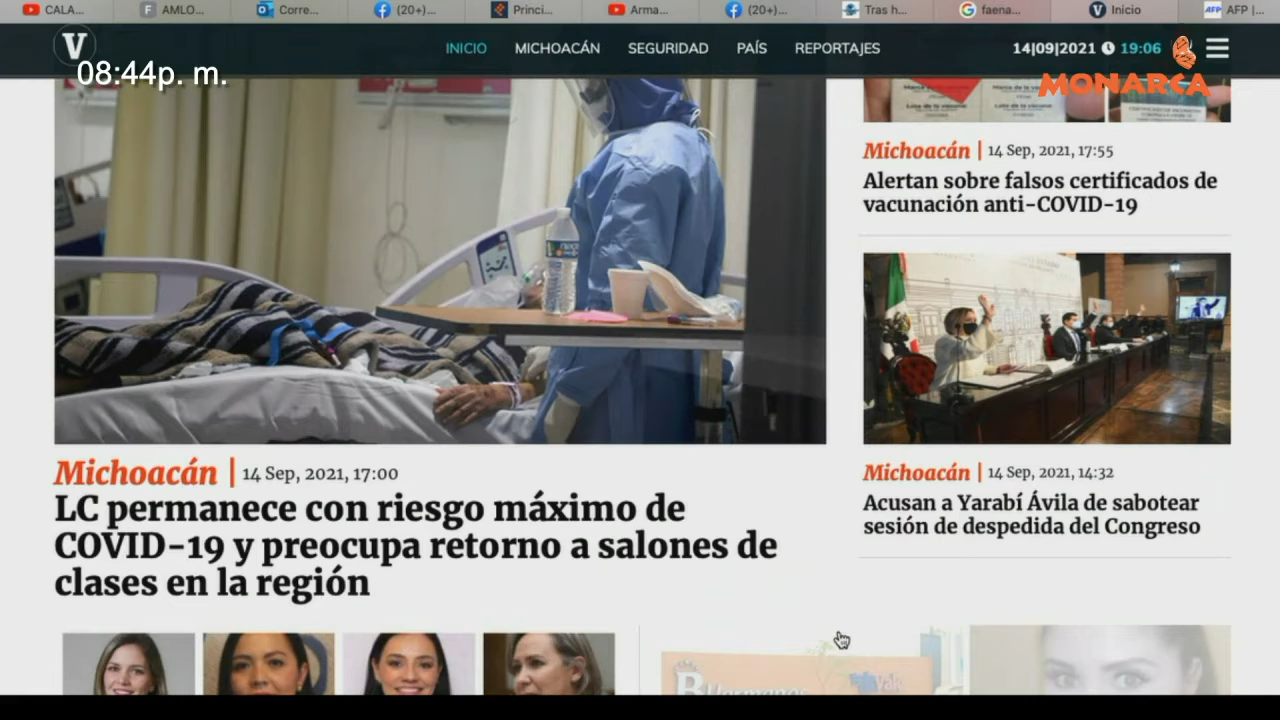 CALA...
AMLO...
Corre...
(20+)...
Princi...
Arma...
(20+)...
Tras h...
faena...
Inicio
AFP |...
V
INICIO
MICHOACÁN
SEGURIDAD
PAÍS
REPORTAJES
14|09|2021
19:06
08:44p. m.
MONARCA
Michoacán | 14 Sep, 2021, 17:55
Alertan sobre falsos certificados de
vacunación anti-COVID-19
Michoacán | 14 Sep, 2021, 17:00
LC permanece con riesgo máximo de
COVID-19 y preocupa retorno a salones de
clases en la región
Michoacán | 14 Sep, 2021, 14:32
Acusan a Yarabí Ávila de sabotear
sesión de despedida del Congreso